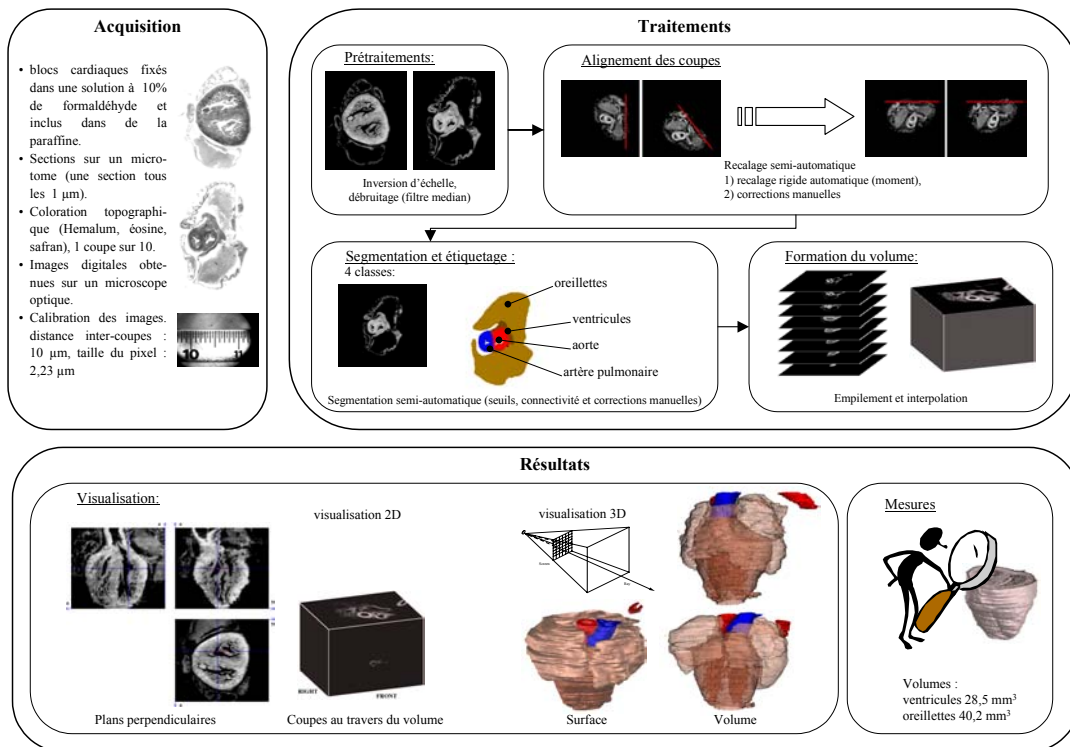 Acquisition
• blocs cardiaques fixés
dans une solution à 10%
de formaldéhyde et
inclus dans de la
paraffine.
• Sections sur un micro-
tome (une section tous
les 1 µm).
• Coloration topographi-
que (Hemalum, éosine,
safran), 1 coupe sur 10.
• Images digitales obte-
nues sur un microscope
optique.
• Calibration des images.
distance inter-coupes :
10 µm, taille du pixel :
2,23 µm
10 11
Traitements
Prétraitements:
Inversion d’échelle,
débruitage (filtre median)
Alignement des coupes
Recalage semi-automatique
1) recalage rigide automatique (moment),
2) corrections manuelles
Segmentation et étiquetage :
4 classes:
oreillettes
ventricules
aorte
artère pulmonaire
Segmentation semi-automatique (seuils, connectivité et corrections manuelles)
Formation du volume:
Empilement et interpolation
Résultats
Visualisation:
Plans perpendiculaires
visualisation 2D
RIGHT
FRONT
Coupes au travers du volume
visualisation 3D
Surface
Volume
Mesures
Volumes :
ventricules 28,5 mm³
oreillettes 40,2 mm³